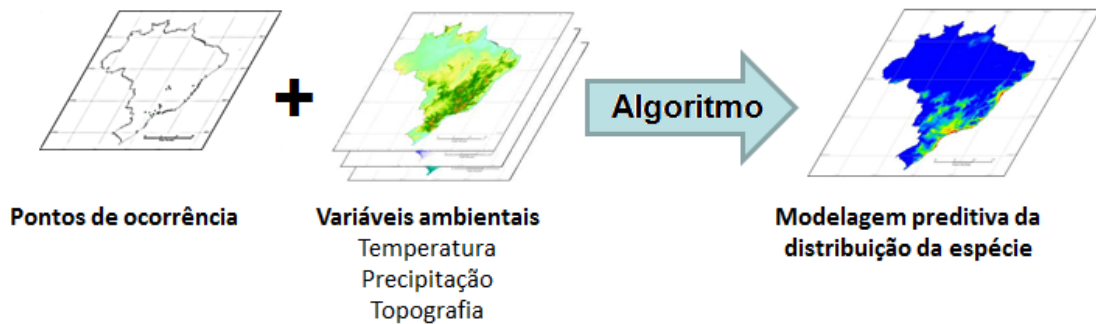 +
Algoritmo
Pontos de ocorrência
Variáveis ambientais
Temperatura
Precipitação
Topografia
Modelagem preditiva da
distribuição da espécie